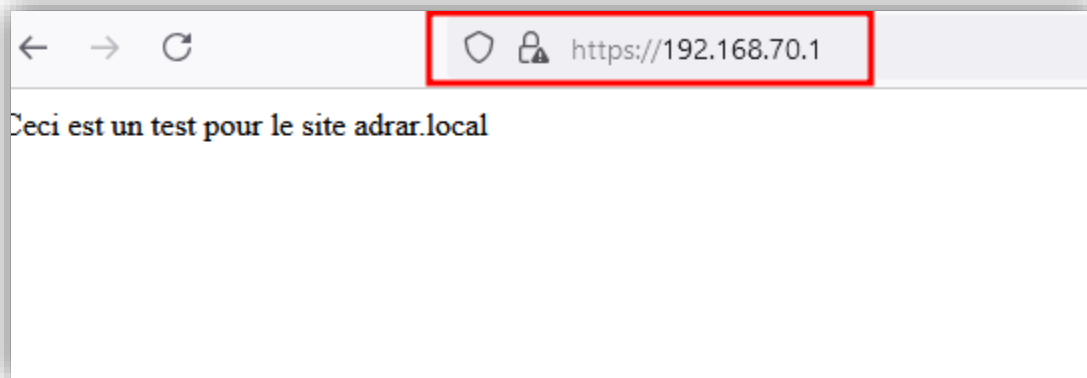 https://192.168.70.1
Ceci est un test pour le site adrar.local